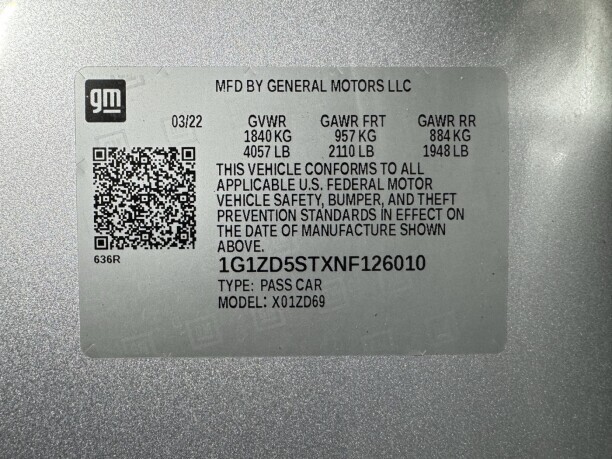 gm
MFD BY GENERAL MOTORS LLC
03/22 GVWR GAWR FRT GAWR RR
1840 KG 957 KG 884 KG
4057 LB 2110 LB 1948 LB
THIS VEHICLE CONFORMS TO ALL
APPLICABLE U.S. FEDERAL MOTOR
VEHICLE SAFETY, BUMPER, AND THEFT
PREVENTION STANDARDS IN EFFECT ON
THE DATE OF MANUFACTURE SHOWN
ABOVE.
636R
1G1ZD5STXNF126010
TYPE: PASS CAR
MODEL: X01ZD69